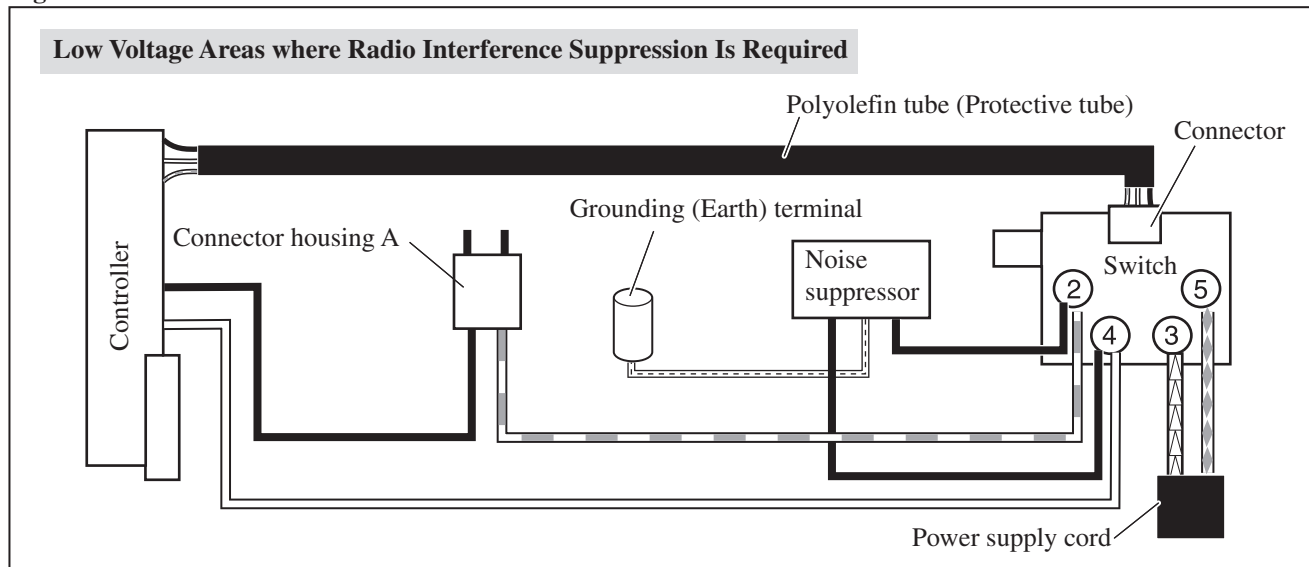 Low Voltage Areas where Radio Interference Suppression Is Required
Polyolefin tube (Protective tube)
Connector
Grounding (Earth) terminal
Connector housing A
Noise
suppressor
Switch
Controller
2
5
4
3
Power supply cord